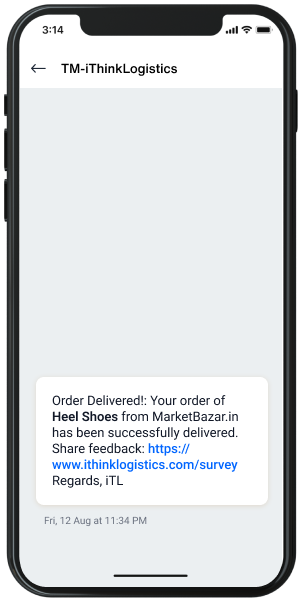 3:14
TM-iThinkLogistics
Order Delivered!: Your order of
Heel Shoes from MarketBazar.in
has been successfully delivered.
Share feedback: https://
www.ithinklogistics.com/survey
Regards, iTL
Fri, 12 Aug at 11:34 PM